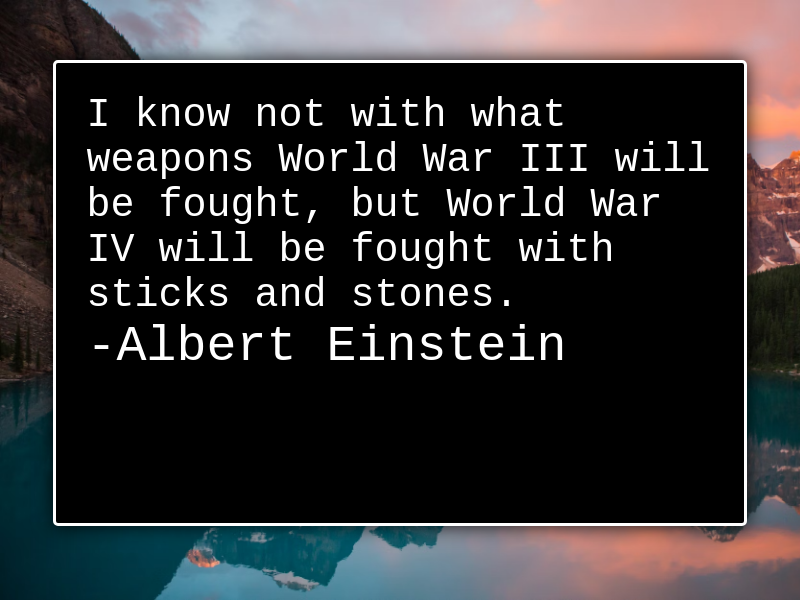 I know not with what
weapons World War III will
be fought, but World War
IV will be fought with
sticks and stones.
-Albert Einstein